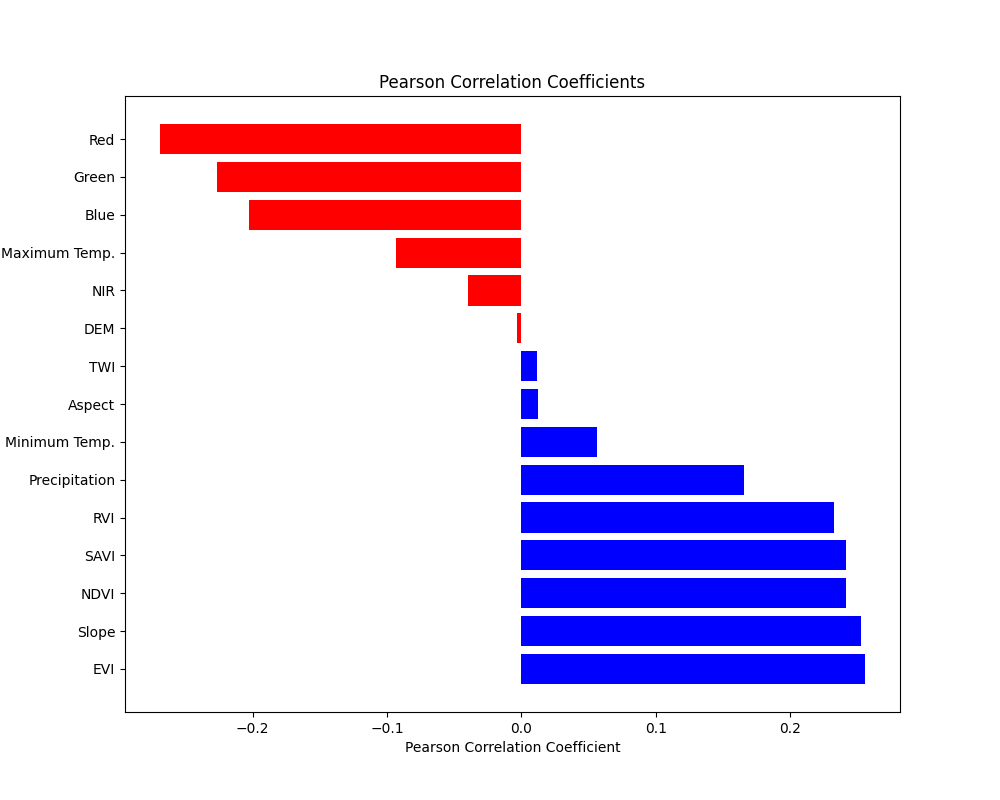 Pearson Correlation Coefficients
Red
Green
Blue
Maximum Temp.
NIR
DEM
TWI
Aspect
Minimum Temp.
Precipitation
RVI
SAVI
NDVI
Slope
EVI
−0.2 −0.1 0.0 0.1 0.2
Pearson Correlation Coefficient